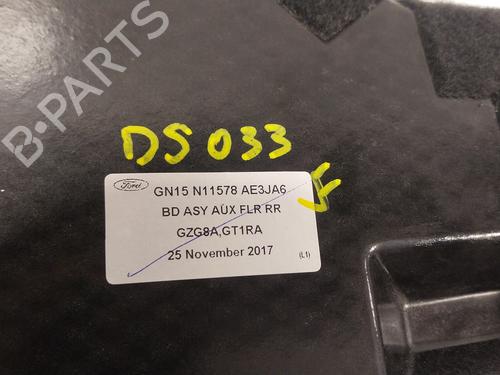 B-PARTS
DS 033
Ford
GN15 N11578 AE3JA6
BD ASY AUX FLR RR
GZG8A,GT1RA
25 November 2017
(L1)